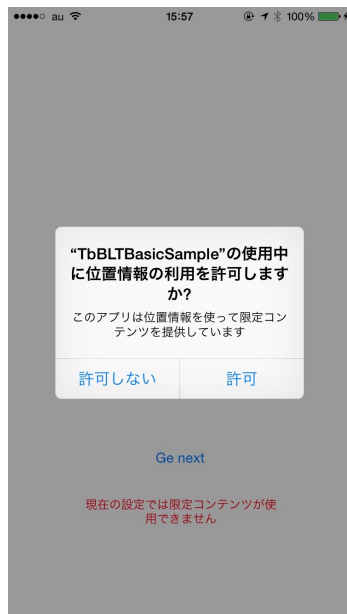 au 15:57 100%
“TbBLTBasicSample”の使用中
に位置情報の利用を許可します
か?
このアプリは位置情報を使って限定コン
テンツを提供しています
許可しない 許可
Ge next
現在の設定では限定コンテンツが使
用できません